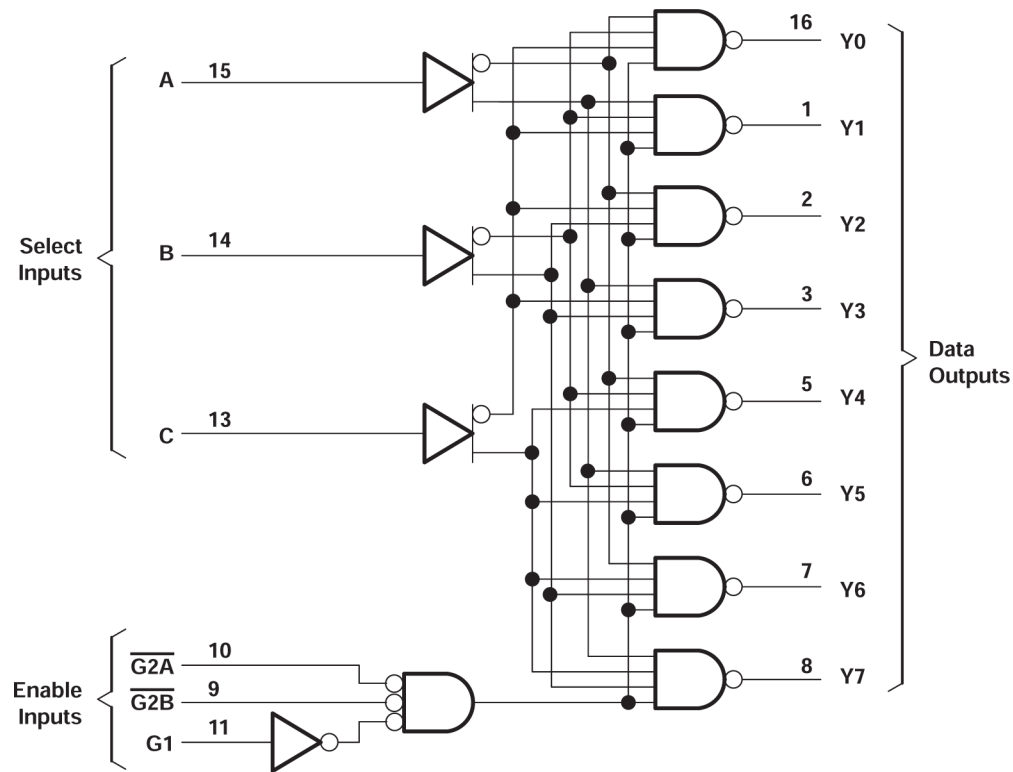 16
Y0
A 15
1
Y1
2
Y2
Select
Inputs
B 14
3
Y3
Data
Outputs
5
Y4
C 13
6
Y5
7
Y6
Enable
Inputs
G2A 10
G2B 9
G1 11
8
Y7